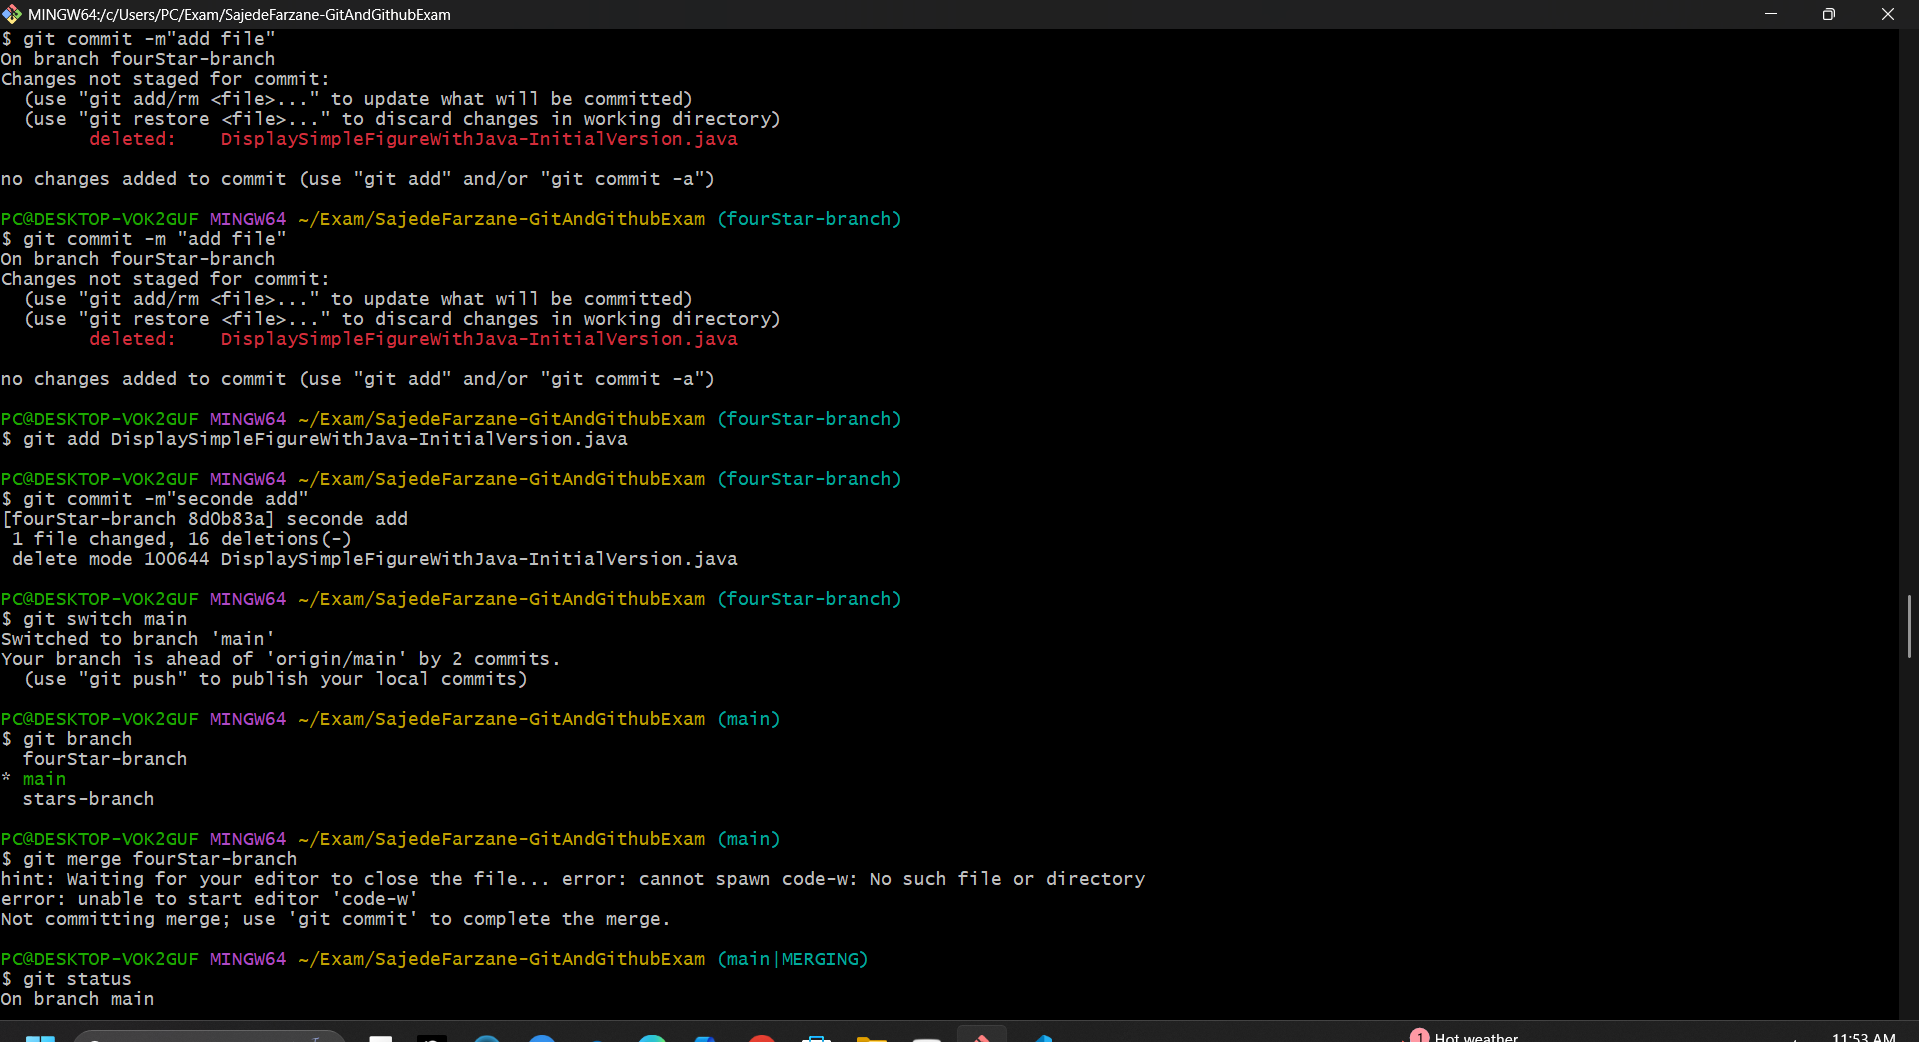 MINGW64:/c/Users/PC/Exam/SajedeFarzane-GitAndGithubExam
$ git commit -m"add file"
On branch fourStar-branch
Changes not staged for commit:
  (use "git add/rm <file>..." to update what will be committed)
  (use "git restore <file>..." to discard changes in working directory)
        deleted:    DisplaySimpleFigureWithJava-InitialVersion.java

no changes added to commit (use "git add" and/or "git commit -a")

PC@DESKTOP-VOK2GUF MINGW64 ~/Exam/SajedeFarzane-GitAndGithubExam (fourStar-branch)
$ git commit -m "add file"
On branch fourStar-branch
Changes not staged for commit:
  (use "git add/rm <file>..." to update what will be committed)
  (use "git restore <file>..." to discard changes in working directory)
        deleted:    DisplaySimpleFigureWithJava-InitialVersion.java

no changes added to commit (use "git add" and/or "git commit -a")

PC@DESKTOP-VOK2GUF MINGW64 ~/Exam/SajedeFarzane-GitAndGithubExam (fourStar-branch)
$ git add DisplaySimpleFigureWithJava-InitialVersion.java

PC@DESKTOP-VOK2GUF MINGW64 ~/Exam/SajedeFarzane-GitAndGithubExam (fourStar-branch)
$ git commit -m"seconde add"
[fourStar-branch 8d0b83a] seconde add
 1 file changed, 16 deletions(-)
 delete mode 100644 DisplaySimpleFigureWithJava-InitialVersion.java

PC@DESKTOP-VOK2GUF MINGW64 ~/Exam/SajedeFarzane-GitAndGithubExam (fourStar-branch)
$ git switch main
Switched to branch 'main'
Your branch is ahead of 'origin/main' by 2 commits.
  (use "git push" to publish your local commits)

PC@DESKTOP-VOK2GUF MINGW64 ~/Exam/SajedeFarzane-GitAndGithubExam (main)
$ git branch
  fourStar-branch
* main
  stars-branch

PC@DESKTOP-VOK2GUF MINGW64 ~/Exam/SajedeFarzane-GitAndGithubExam (main)
$ git merge fourStar-branch
hint: Waiting for your editor to close the file... error: cannot spawn code-w: No such file or directory
error: unable to start editor 'code-w'
Not committing merge; use 'git commit' to complete the merge.

PC@DESKTOP-VOK2GUF MINGW64 ~/Exam/SajedeFarzane-GitAndGithubExam (main|MERGING)
$ git status
On branch main
1 Hot weather
11:53 AM